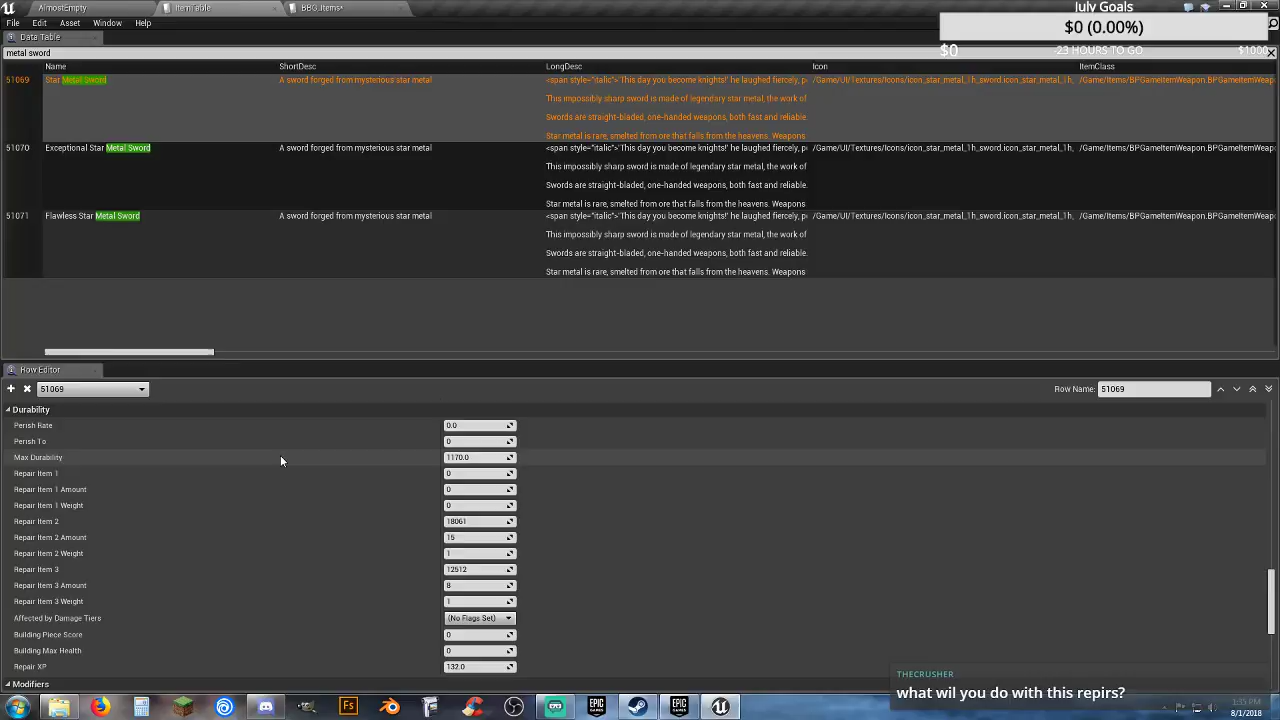 AlmostEmpty
ItemTable
BBG.Items*
July Goals
File Edit Asset Window Help
$0 (0.00%)
Data Table
$0 -23 HOURS TO GO $1000
metal sword
Name ShortDesc LongDesc Icon ItemClass
51069 Star Metal Sword A sword forged from mysterious star metal <span style="italic">'This day you become knights!' he laughed fiercely, p /Game/UI/Textures/Icons/icon_star_metal_1h_sword.icon_star_metal_1h, /Game/Items/BPGameItemWeapon.BPGameItemWeap
This impossibly sharp sword is made of legendary star metal, the work of
Swords are straight-bladed, one-handed weapons, both fast and reliable.
Star metal is rare, smelted from ore that falls from the heavens. Weapons
51070 Exceptional Star Metal Sword A sword forged from mysterious star metal <span style="italic">'This day you become knights!' he laughed fiercely, p /Game/UI/Textures/Icons/icon_star_metal_1h_sword.icon_star_metal_1h, /Game/Items/BPGameItemWeapon.BPGameItemWeap
This impossibly sharp sword is made of legendary star metal, the work of
Swords are straight-bladed, one-handed weapons, both fast and reliable.
Star metal is rare, smelted from ore that falls from the heavens. Weapons
51071 Flawless Star Metal Sword A sword forged from mysterious star metal <span style="italic">'This day you become knights!' he laughed fiercely, p /Game/UI/Textures/Icons/icon_star_metal_1h_sword.icon_star_metal_1h, /Game/Items/BPGameItemWeapon.BPGameItemWeap
This impossibly sharp sword is made of legendary star metal, the work of
Swords are straight-bladed, one-handed weapons, both fast and reliable.
Star metal is rare, smelted from ore that falls from the heavens. Weapons
Row Editor
51069 Row Name: 51069
Durability
Perish Rate 0.0
Perish To 0
Max Durability 1170.0
Repair Item 1 0
Repair Item 1 Amount 0
Repair Item 1 Weight 0
Repair Item 2 18061
Repair Item 2 Amount 15
Repair Item 2 Weight 1
Repair Item 3 12512
Repair Item 3 Amount 8
Repair Item 3 Weight 1
Affected by Damage Tiers (No Flags Set)
Building Piece Score 0
Building Max Health 0
Repair XP 132.0
Modifiers
THECRUSHER
what wil you do with this repirs?
Fs
EPIC GAMES
EPIC GAMES
1:35 PM
8/1/2018